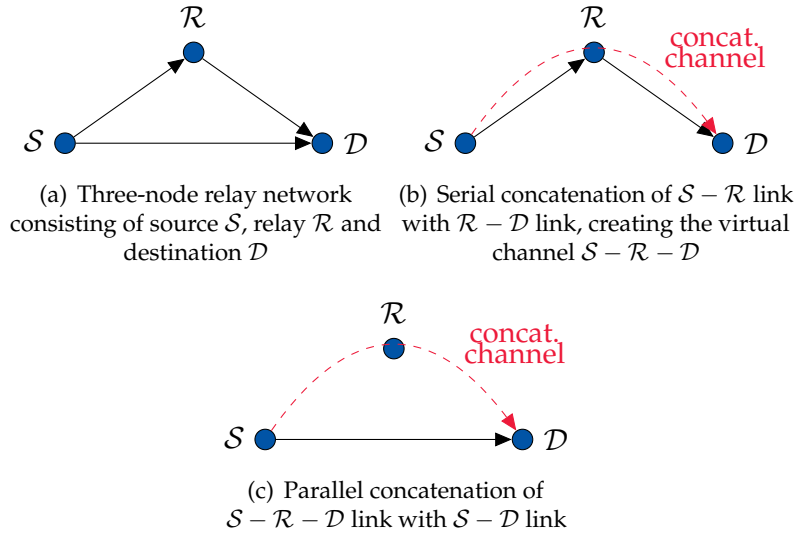 R
S
D
(a) Three-node relay network
consisting of source S, relay R and
destination D
R
concat.
channel
S
D
(b) Serial concatenation of S − R link
with R − D link, creating the virtual
channel S − R − D
R
concat.
channel
S
D
(c) Parallel concatenation of
S − R − D link with S − D link